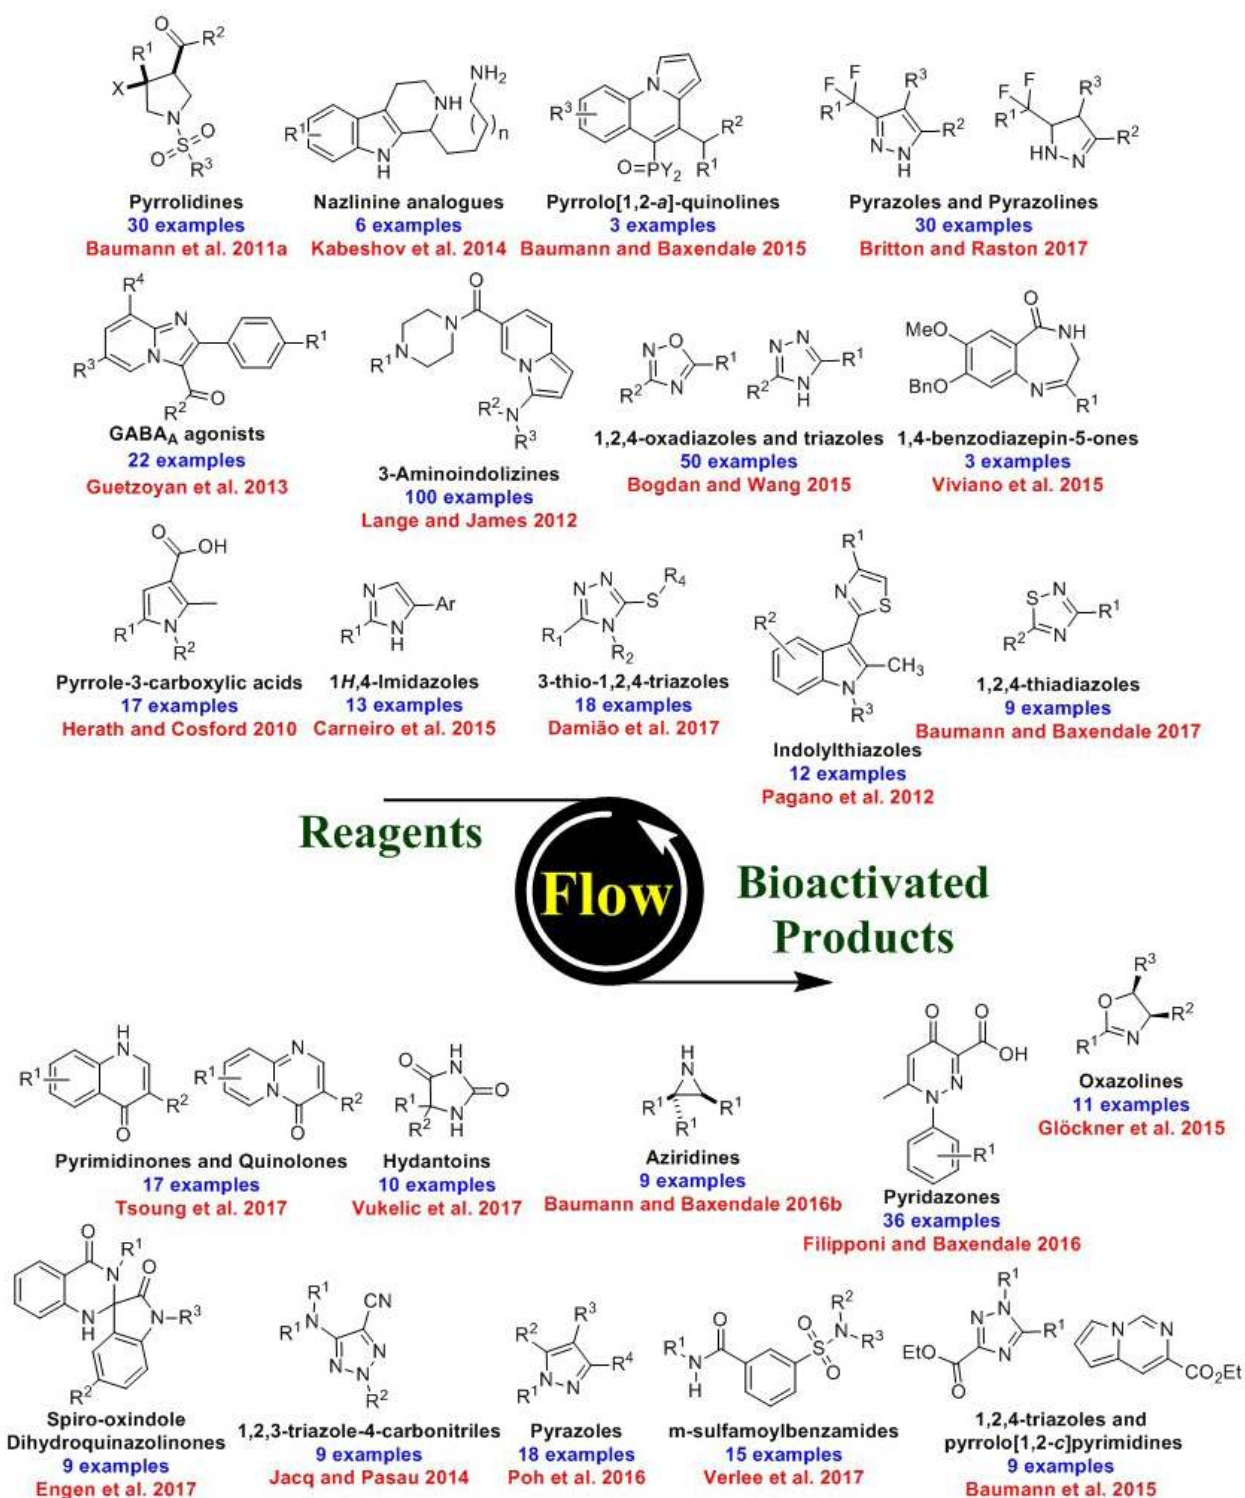 Pyrrolidines
30 examples
Baumann et al. 2011a
Nazlinine analogues
6 examples
Kabeshov et al. 2014
Pyrrolo[1,2-a]-quinolines
3 examples
Baumann and Baxendale 2015
Pyrazoles and Pyrazolines
30 examples
Britton and Raston 2017
GABAA agonists
22 examples
Guetzoyan et al. 2013
3-Aminoindolizines
100 examples
Lange and James 2012
1,2,4-oxadiazoles and triazoles
50 examples
Bogdan and Wang 2015
1,4-benzodiazepin-5-ones
3 examples
Viviano et al. 2015
Pyrrole-3-carboxylic acids
17 examples
Herath and Cosford 2010
1H,4-Imidazoles
13 examples
Carneiro et al. 2015
3-thio-1,2,4-triazoles
18 examples
Damião et al. 2017
Indolylthiazoles
12 examples
Pagano et al. 2012
1,2,4-thiadiazoles
9 examples
Baumann and Baxendale 2017
Reagents
Flow
Bioactivated
Products
Pyrimidinones and Quinolones
17 examples
Tsoung et al. 2017
Hydantoins
10 examples
Vukelic et al. 2017
Aziridines
9 examples
Baumann and Baxendale 2016b
Pyridazones
36 examples
Filipponi and Baxendale 2016
Oxazolines
11 examples
Glöckner et al. 2015
Spiro-oxindole
Dihydroquinazolinones
9 examples
Engen et al. 2017
1,2,3-triazole-4-carbonitriles
9 examples
Jacq and Pasau 2014
Pyrazoles
18 examples
Poh et al. 2016
m-sulfamoylbenzamides
15 examples
Verlee et al. 2017
1,2,4-triazoles and
pyrrolo[1,2-c]pyrimidines
9 examples
Baumann et al. 2015